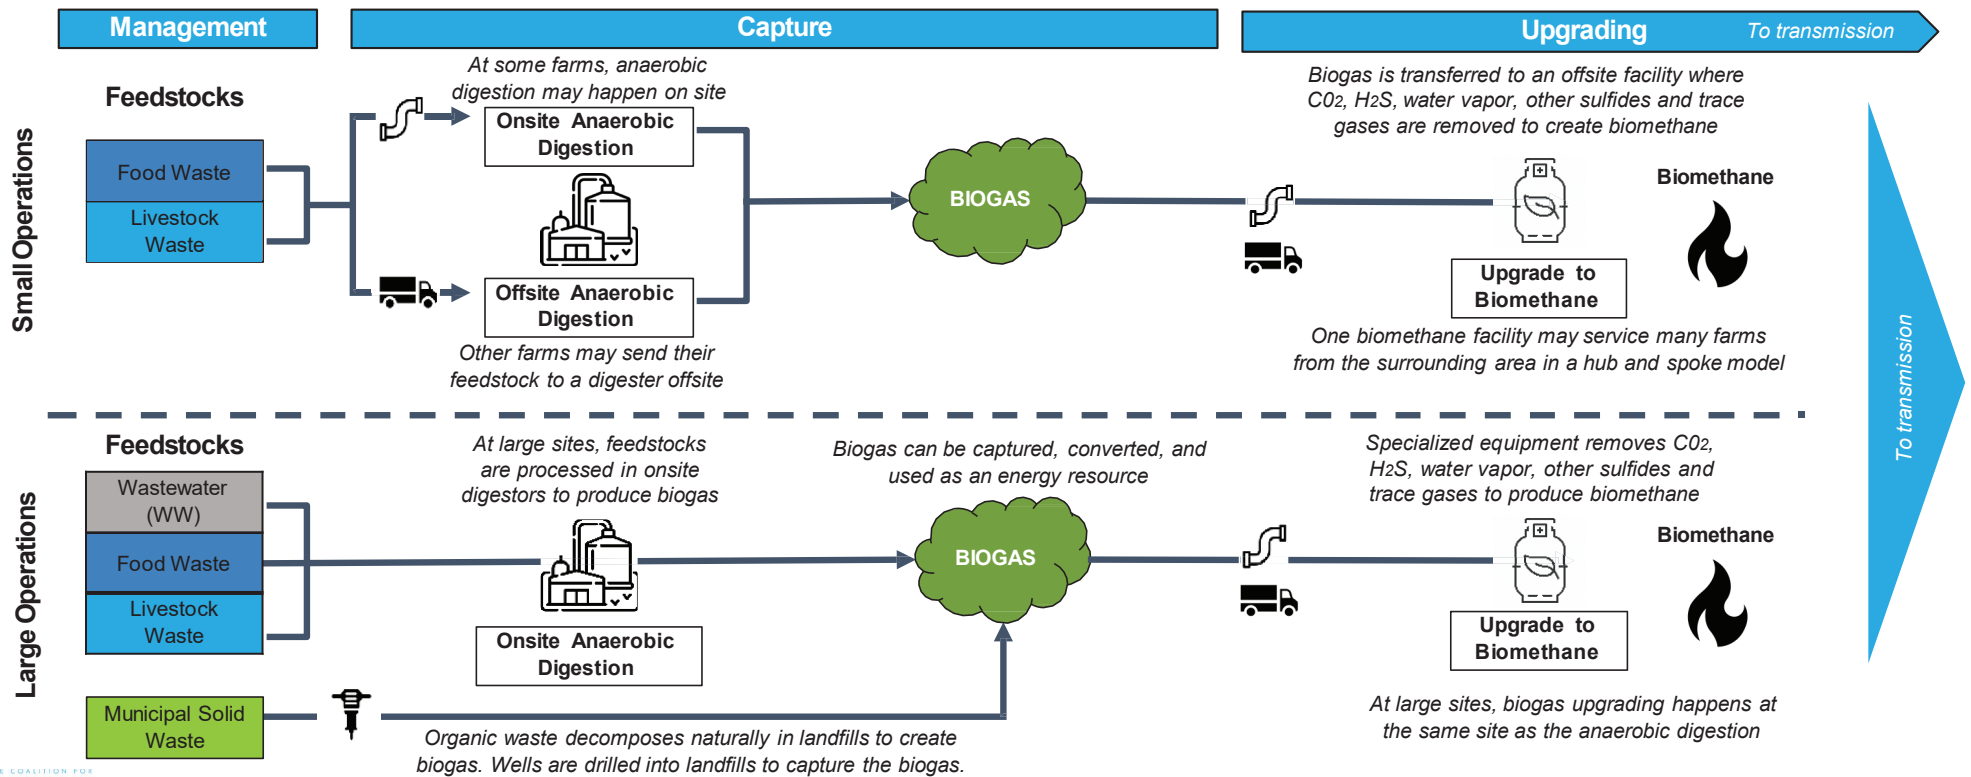 Management
Capture
Upgrading
To transmission
Small Operations
Feedstocks
Food Waste
Livestock
Waste
At some farms, anaerobic
digestion may happen on site
Onsite Anaerobic
Digestion
Offsite Anaerobic
Digestion
Other farms may send their
feedstock to a digester offsite
BIOGAS
Biogas is transferred to an offsite facility where
C02, H2S, water vapor, other sulfides and trace
gases are removed to create biomethane
Biomethane
Upgrade to
Biomethane
One biomethane facility may service many farms
from the surrounding area in a hub and spoke model
To transmission
Large Operations
Feedstocks
Wastewater
(WW)
Food Waste
Livestock
Waste
Municipal Solid
Waste
At large sites, feedstocks
are processed in onsite
digestors to produce biogas
Onsite Anaerobic
Digestion
Organic waste decomposes naturally in landfills to create
biogas. Wells are drilled into landfills to capture the biogas.
Biogas can be captured, converted, and
used as an energy resource
BIOGAS
Specialized equipment removes C02,
H2S, water vapor, other sulfides and
trace gases to produce biomethane
Biomethane
Upgrade to
Biomethane
At large sites, biogas upgrading happens at
the same site as the anaerobic digestion
E COALITION FOR